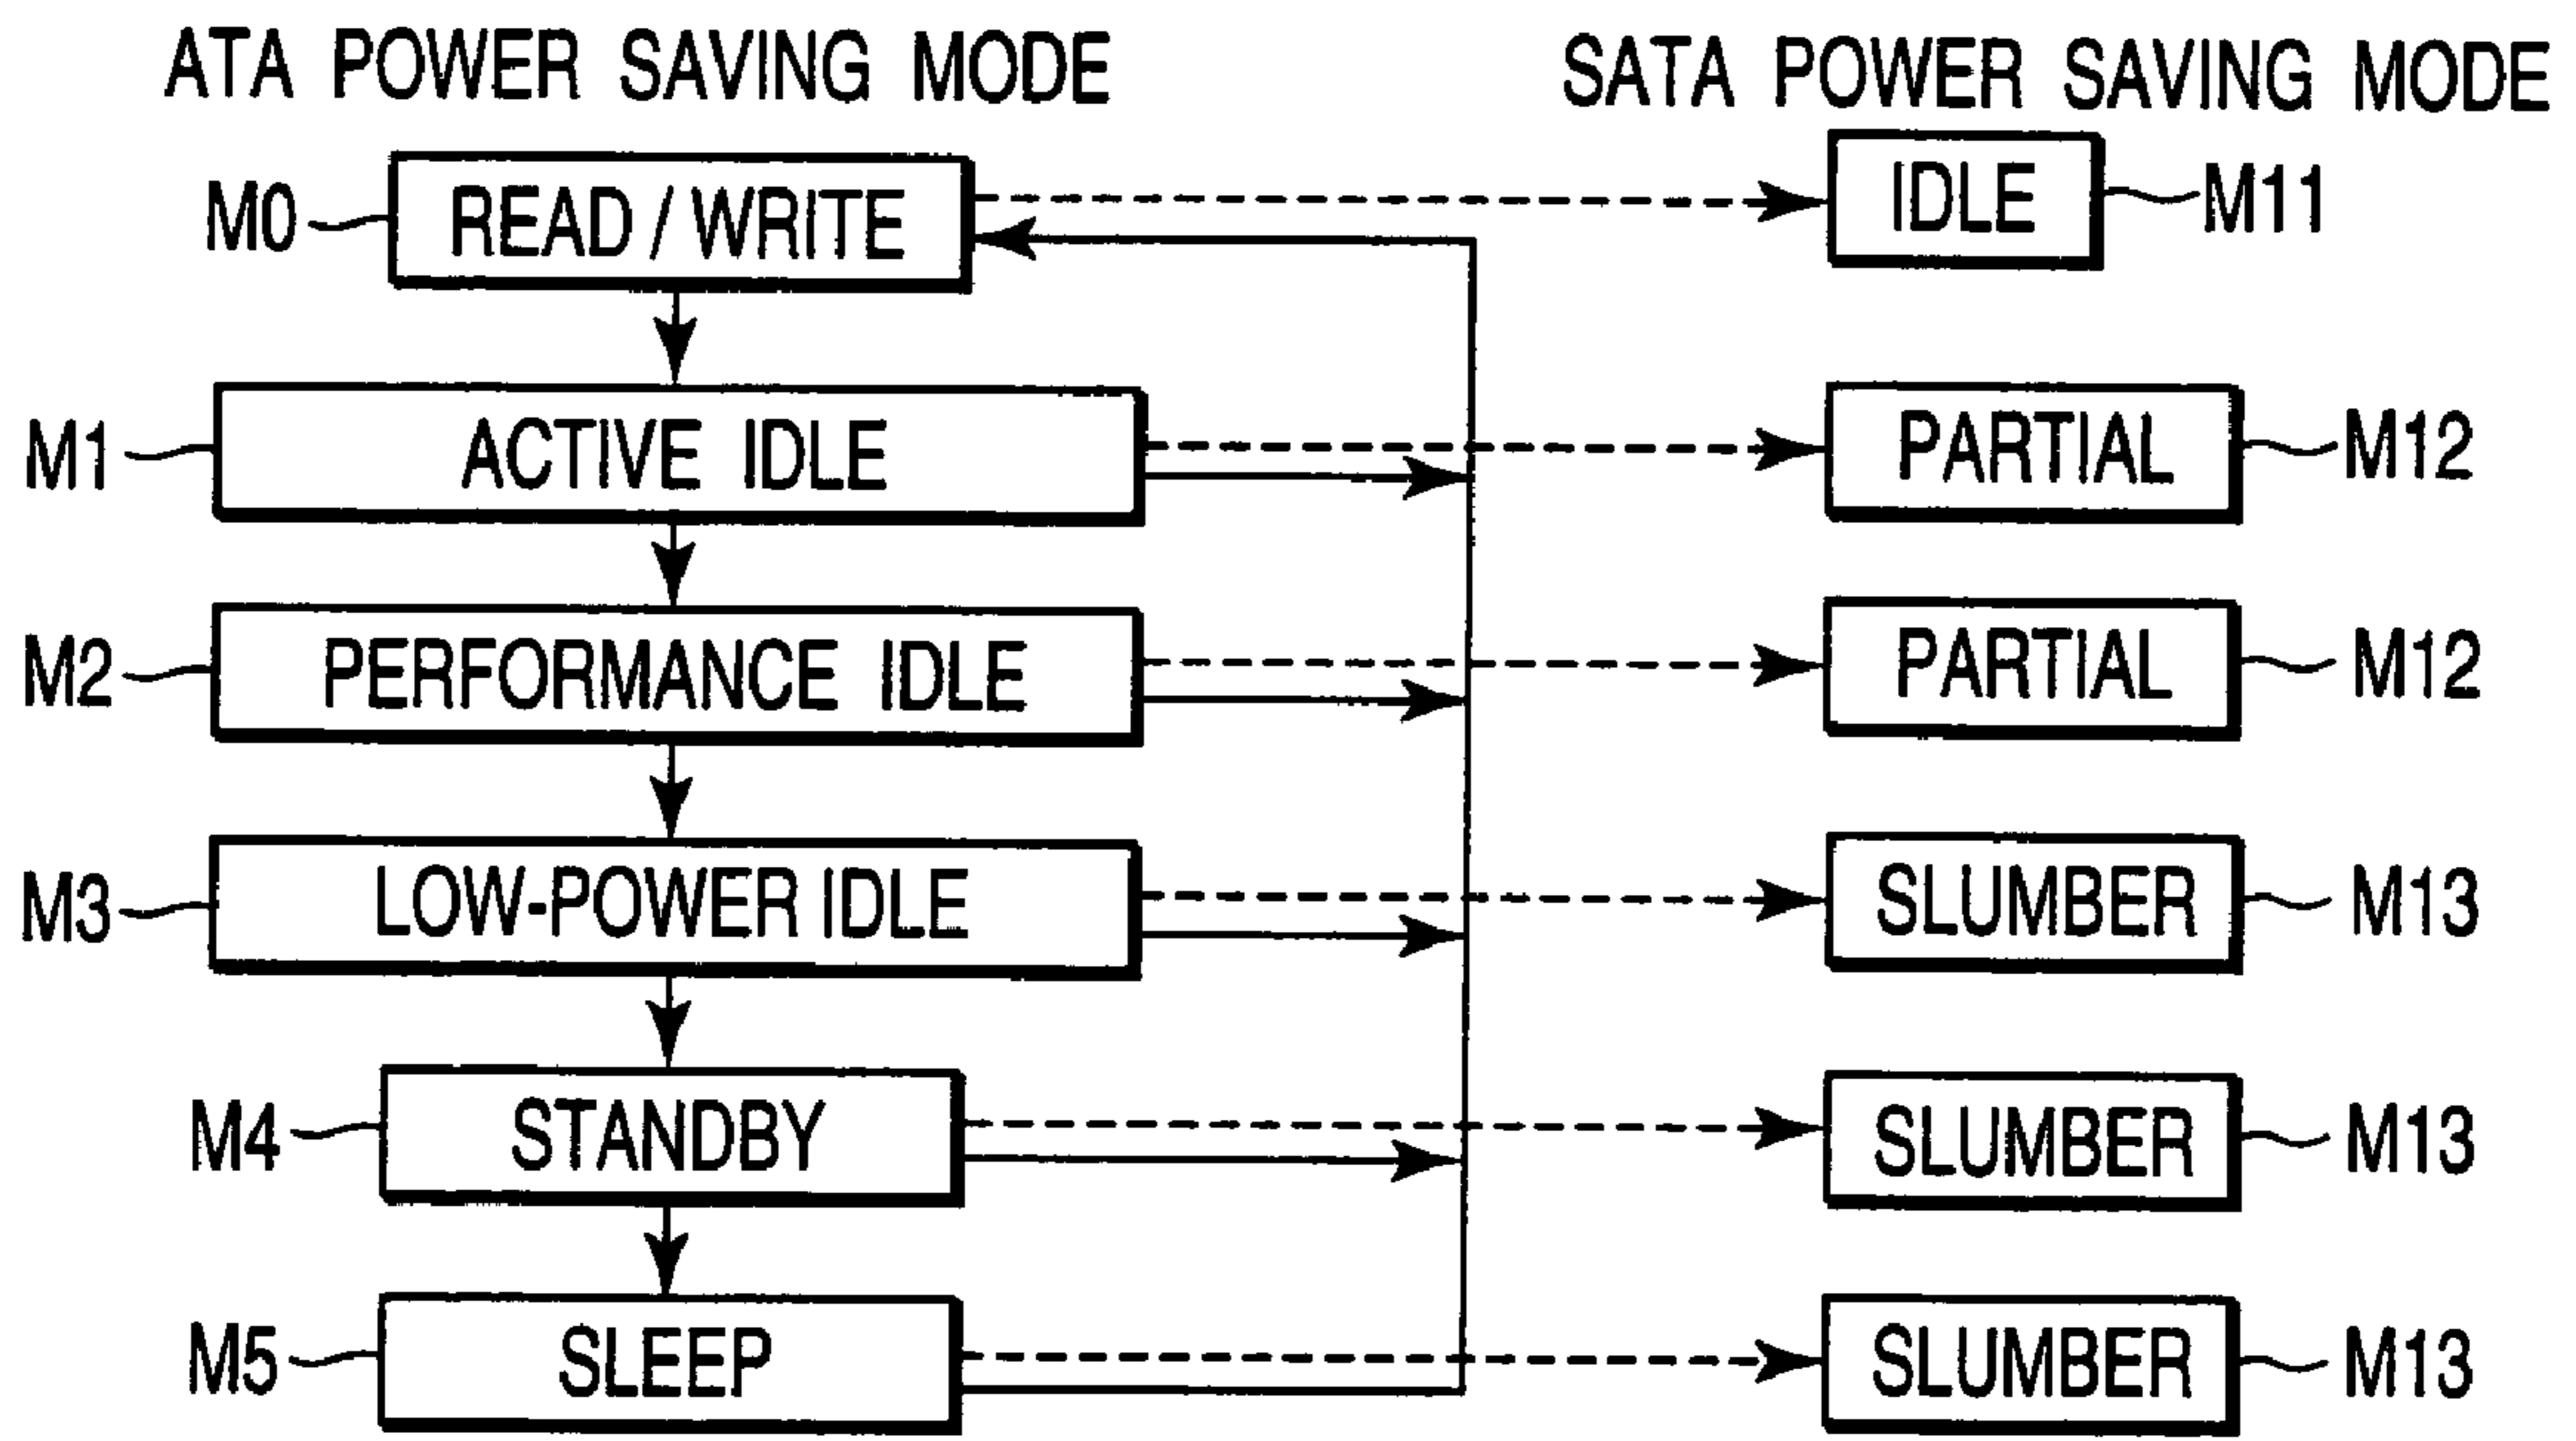 ATA POWER SAVING MODE SATA POWER SAVING MODE
M0 READ / WRITE IDLE M11
M1 ACTIVE IDLE PARTIAL M12
M2 PERFORMANCE IDLE PARTIAL M12
M3 LOW-POWER IDLE SLUMBER M13
M4 STANDBY SLUMBER M13
M5 SLEEP SLUMBER M13